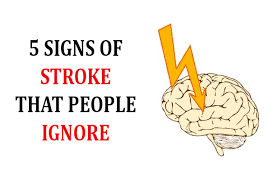 5 SIGNS OF
STROKE
THAT PEOPLE
IGNORE